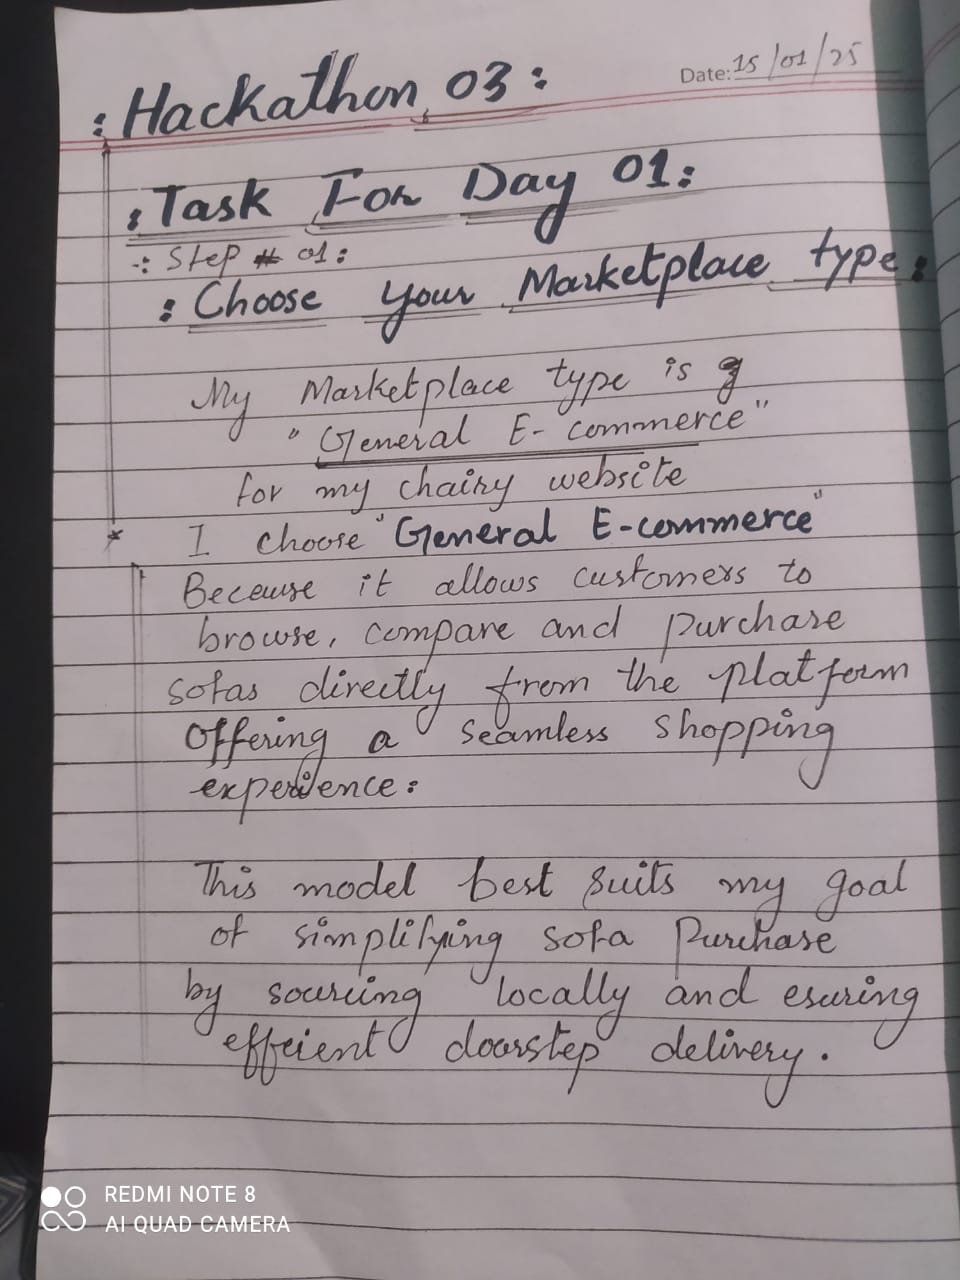 Date: 15/01/25
: Hackathon 03 :
: Task For Day 01:
-: Step # 01 :
: Choose your Marketplace type :
My Marketplace type is
"General E-commerce"
for my chairy website
I choose "General E-commerce"
Because it allows customers to
browse, compare and purchase
sofas directly from the platform
offering a seamless shopping
experience :
This model best suits my goal
of simplifying sofa Purchase
by sourcing locally and esuring
effeient doorstep delivery.
REDMI NOTE 8
AI QUAD CAMERA